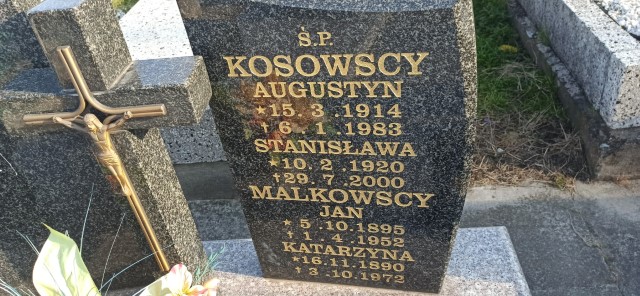 Ś.P.
KOSOWSCY
AUGUSTYN
*15.3.1914
†6.1.1983
STANISŁAWA
*10.2.1920
†29.7.2000
MALKOWSCY
JAN
*5.10.1895
†1.4.1952
KATARZYNA
*16.11.1890
†3.10.1972